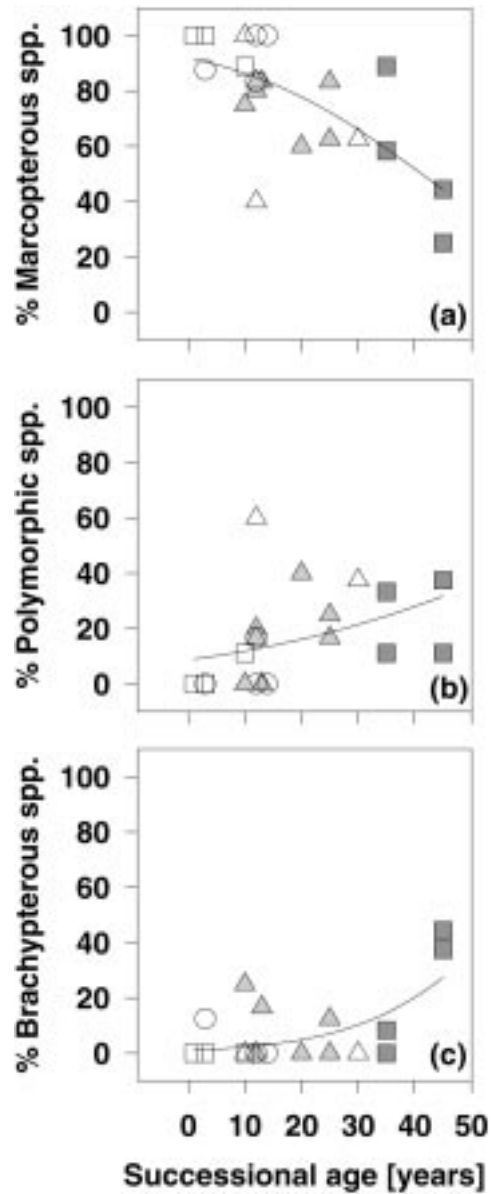 % Marcopterous spp.
100
80
60
40
20
0
(a)
% Polymorphic spp.
100
80
60
40
20
0
(b)
% Brachypterous spp.
100
80
60
40
20
0
(c)
0 10 20 30 40 50
Successional age [years]